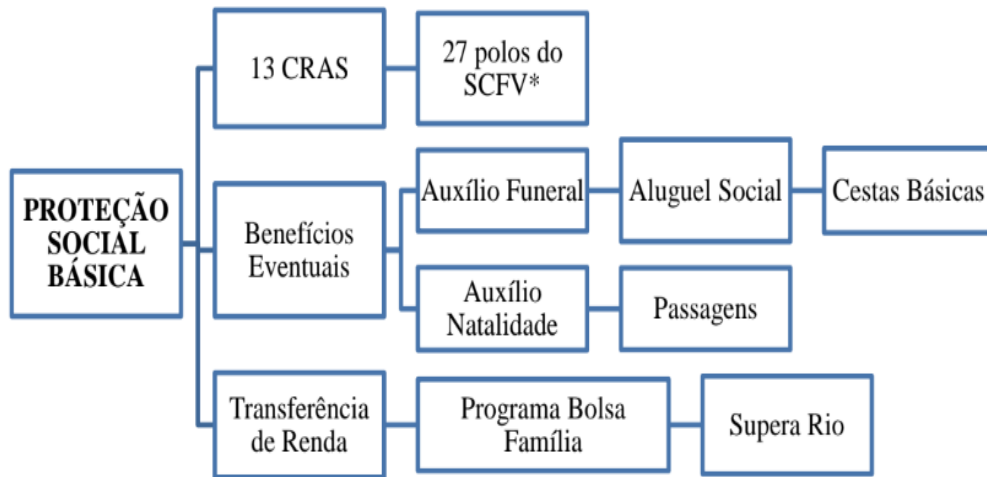 13 CRAS
27 polos do
SCFV*
PROTEÇÃO
SOCIAL
BÁSICA
Benefícios
Eventuais
Auxílio Funeral
Aluguel Social
Cestas Básicas
Auxílio
Natalidade
Passagens
Transferência
de Renda
Programa Bolsa
Família
Supera Rio